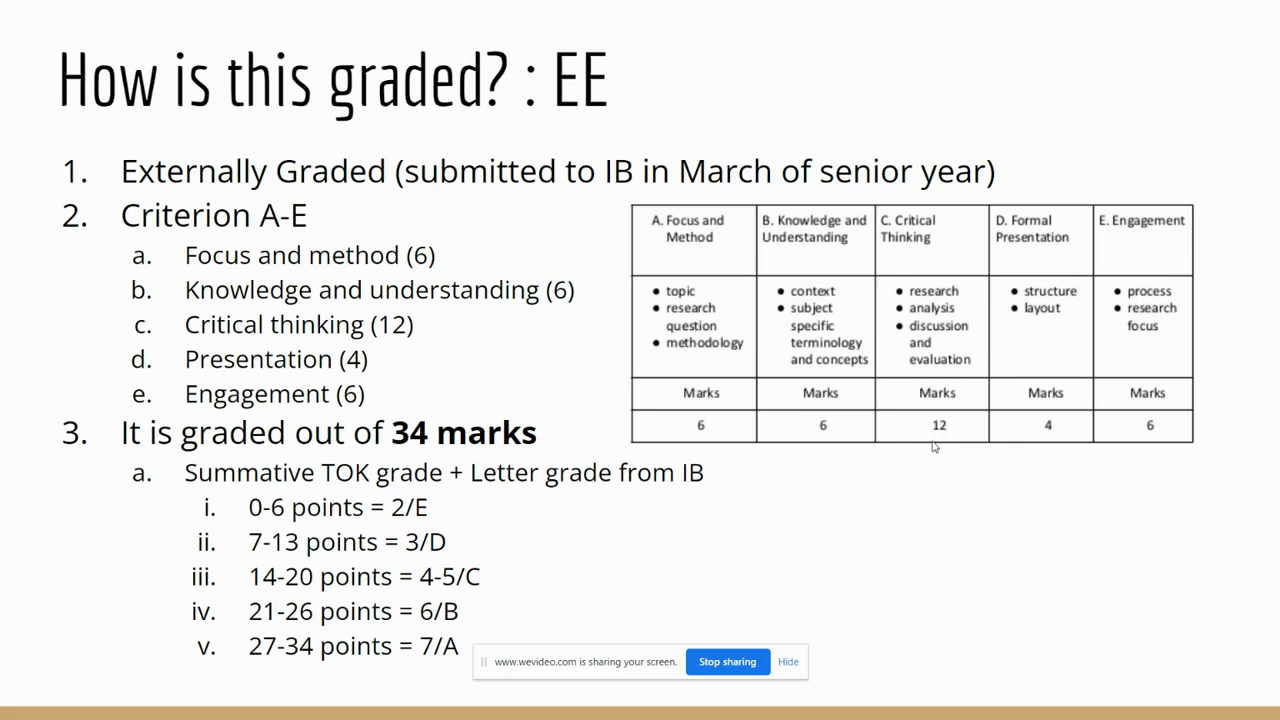 How is this graded? : EE
1. Externally Graded (submitted to IB in March of senior year)
2. Criterion A-E
a. Focus and method (6)
b. Knowledge and understanding (6)
c. Critical thinking (12)
d. Presentation (4)
e. Engagement (6)
3. It is graded out of 34 marks
a. Summative TOK grade + Letter grade from IB
i. 0-6 points = 2/E
ii. 7-13 points = 3/D
iii. 14-20 points = 4-5/C
iv. 21-26 points = 6/B
v. 27-34 points = 7/A
A. Focus and
Method
B. Knowledge and
Understanding
C. Critical
Thinking
D. Formal
Presentation
E. Engagement
• topic
• research
question
• methodology
• context
• subject
specific
terminology
and concepts
• research
• analysis
• discussion
and
evaluation
• structure
• layout
• process
• research
focus
Marks Marks Marks Marks Marks
6 6 12 4 6
www.wevideo.com is sharing your screen. Stop sharing Hide